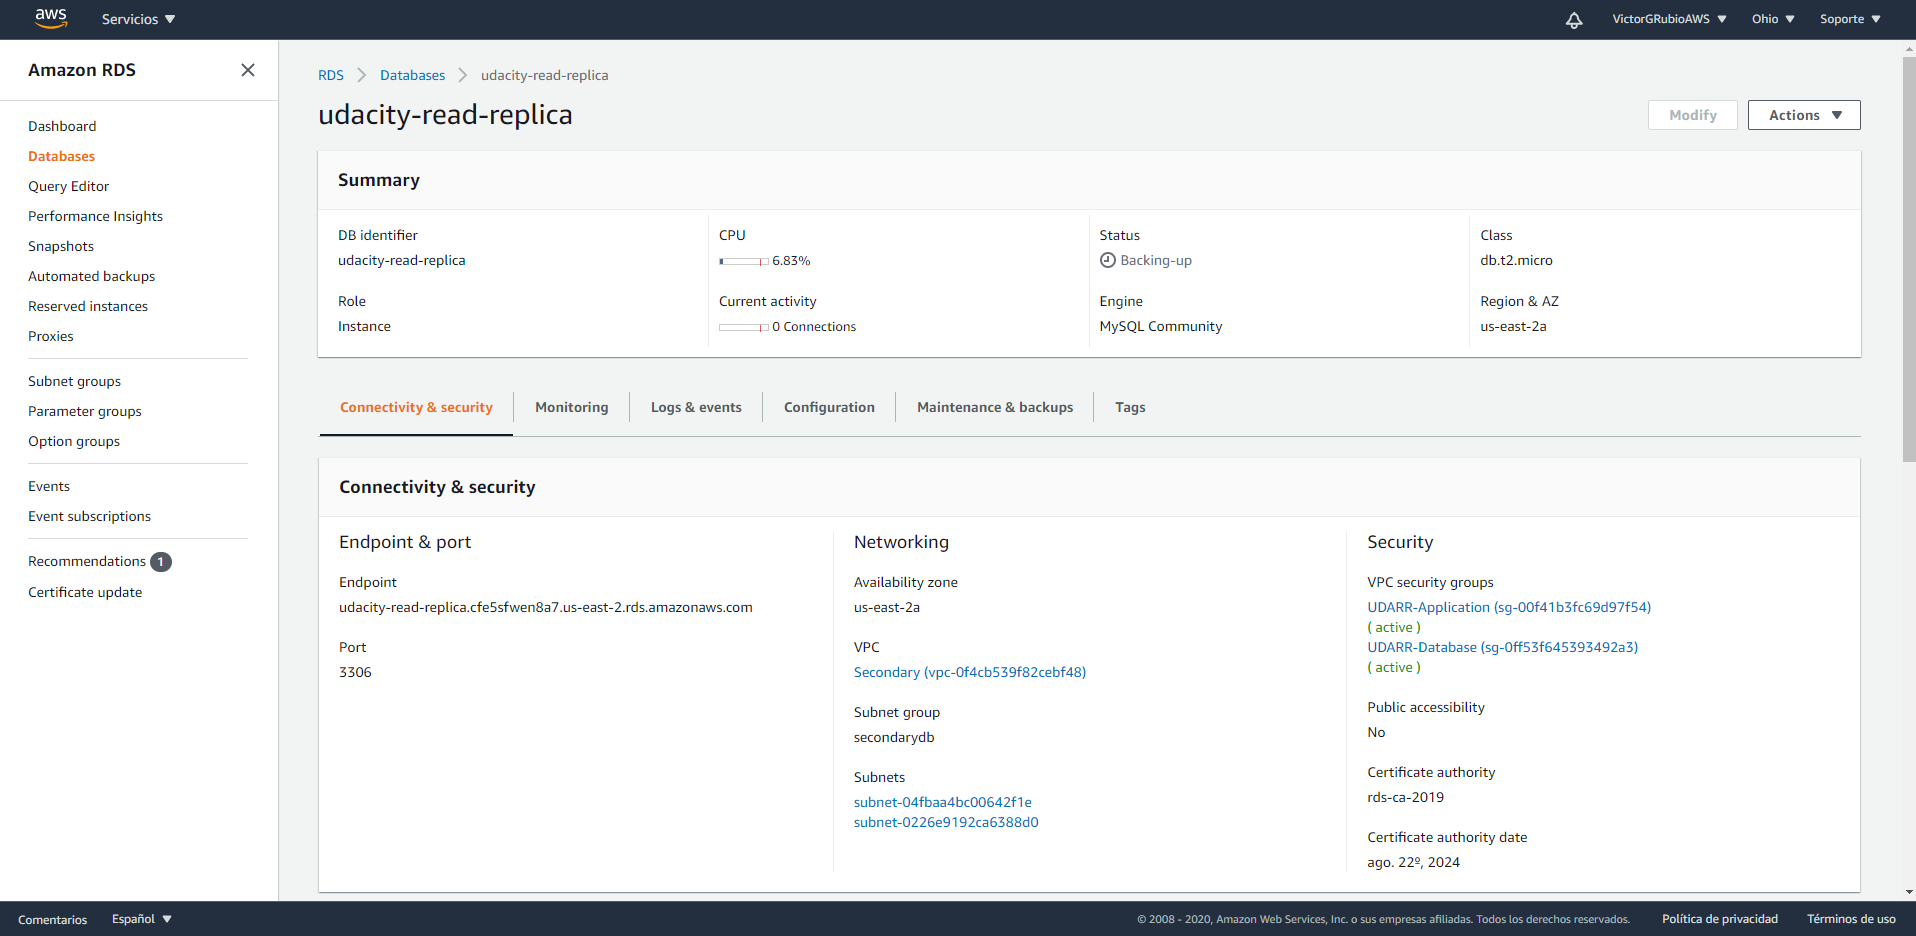 aws
Servicios
VictorGRubioAWS
Ohio
Soporte
Amazon RDS
Dashboard
Databases
Query Editor
Performance Insights
Snapshots
Automated backups
Reserved instances
Proxies
Subnet groups
Parameter groups
Option groups
Events
Event subscriptions
Recommendations 1
Certificate update
RDS > Databases > udacity-read-replica
udacity-read-replica
Modify
Actions
Summary
DB identifier
udacity-read-replica
Role
Instance
CPU
6.83%
Current activity
0 Connections
Status
Backing-up
Engine
MySQL Community
Class
db.t2.micro
Region & AZ
us-east-2a
Connectivity & security
Monitoring
Logs & events
Configuration
Maintenance & backups
Tags
Connectivity & security
Endpoint & port
Endpoint
udacity-read-replica.cfe5sfwen8a7.us-east-2.rds.amazonaws.com
Port
3306
Networking
Availability zone
us-east-2a
VPC
Secondary (vpc-0f4cb539f82cebf48)
Subnet group
secondarydb
Subnets
subnet-04fbaa4bc00642f1e
subnet-0226e9192ca6388d0
Security
VPC security groups
UDARR-Application (sg-00f41b3fc69d97f54)
( active )
UDARR-Database (sg-0ff53f645393492a3)
( active )
Public accessibility
No
Certificate authority
rds-ca-2019
Certificate authority date
ago. 22º, 2024
Comentarios
Español
© 2008 - 2020, Amazon Web Services, Inc. o sus empresas afiliadas. Todos los derechos reservados.
Política de privacidad
Términos de uso